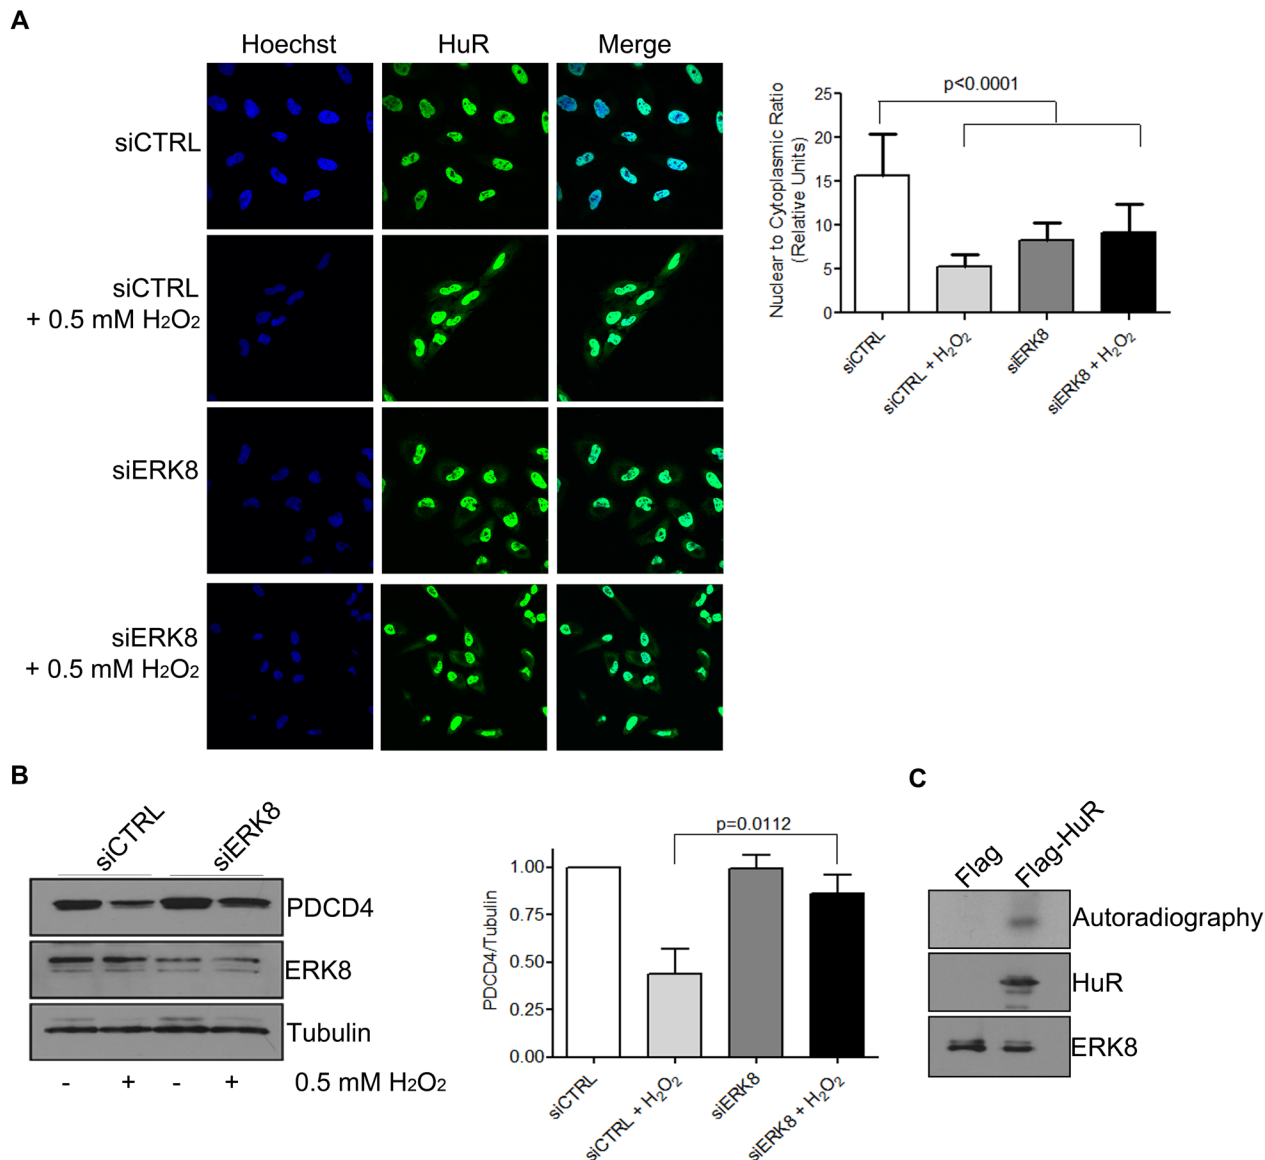 A
Hoechst HuR Merge
siCTRL
siCTRL
+ 0.5 mM H2O2
siERK8
siERK8
+ 0.5 mM H2O2
Nuclear to Cytoplasmic Ratio
(Relative Units)
25
20
15
10
5
0
p<0.0001
siCTRL
siCTRL + H2O2
siERK8
siERK8 + H2O2
B
siCTRL siERK8
PDCD4
ERK8
Tubulin
- + - + 0.5 mM H2O2
PDCD4/Tubulin
1.00
0.75
0.50
0.25
0.00
p=0.0112
siCTRL
siCTRL + H2O2
siERK8
siERK8 + H2O2
C
Flag Flag-HuR
Autoradiography
HuR
ERK8